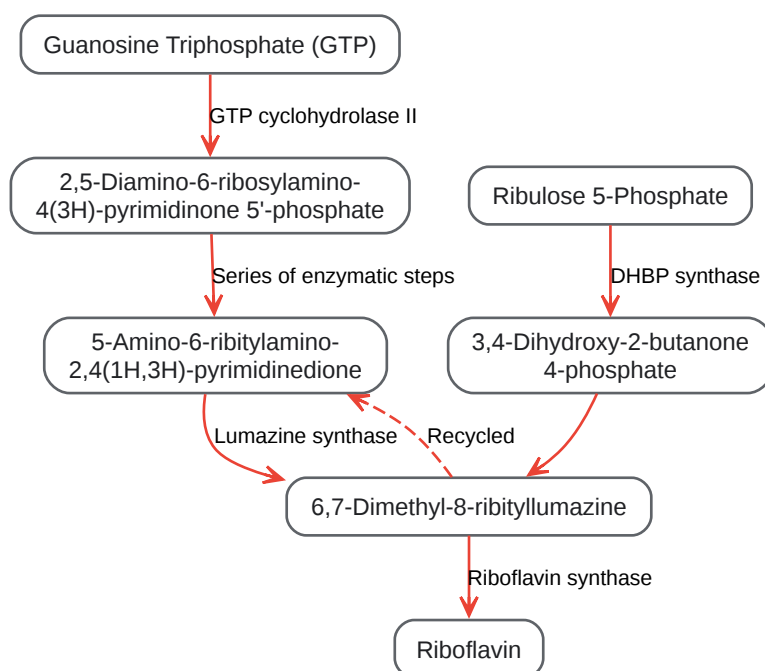 Guanosine Triphosphate (GTP)
GTP cyclohydrolase II
2,5-Diamino-6-ribosylamino-
4(3H)-pyrimidinone 5'-phosphate
Ribulose 5-Phosphate
Series of enzymatic steps
DHBP synthase
5-Amino-6-ribitylamino-
2,4(1H,3H)-pyrimidinedione
3,4-Dihydroxy-2-butanone
4-phosphate
Lumazine synthase
Recycled
6,7-Dimethyl-8-ribityllumazine
Riboflavin synthase
Riboflavin